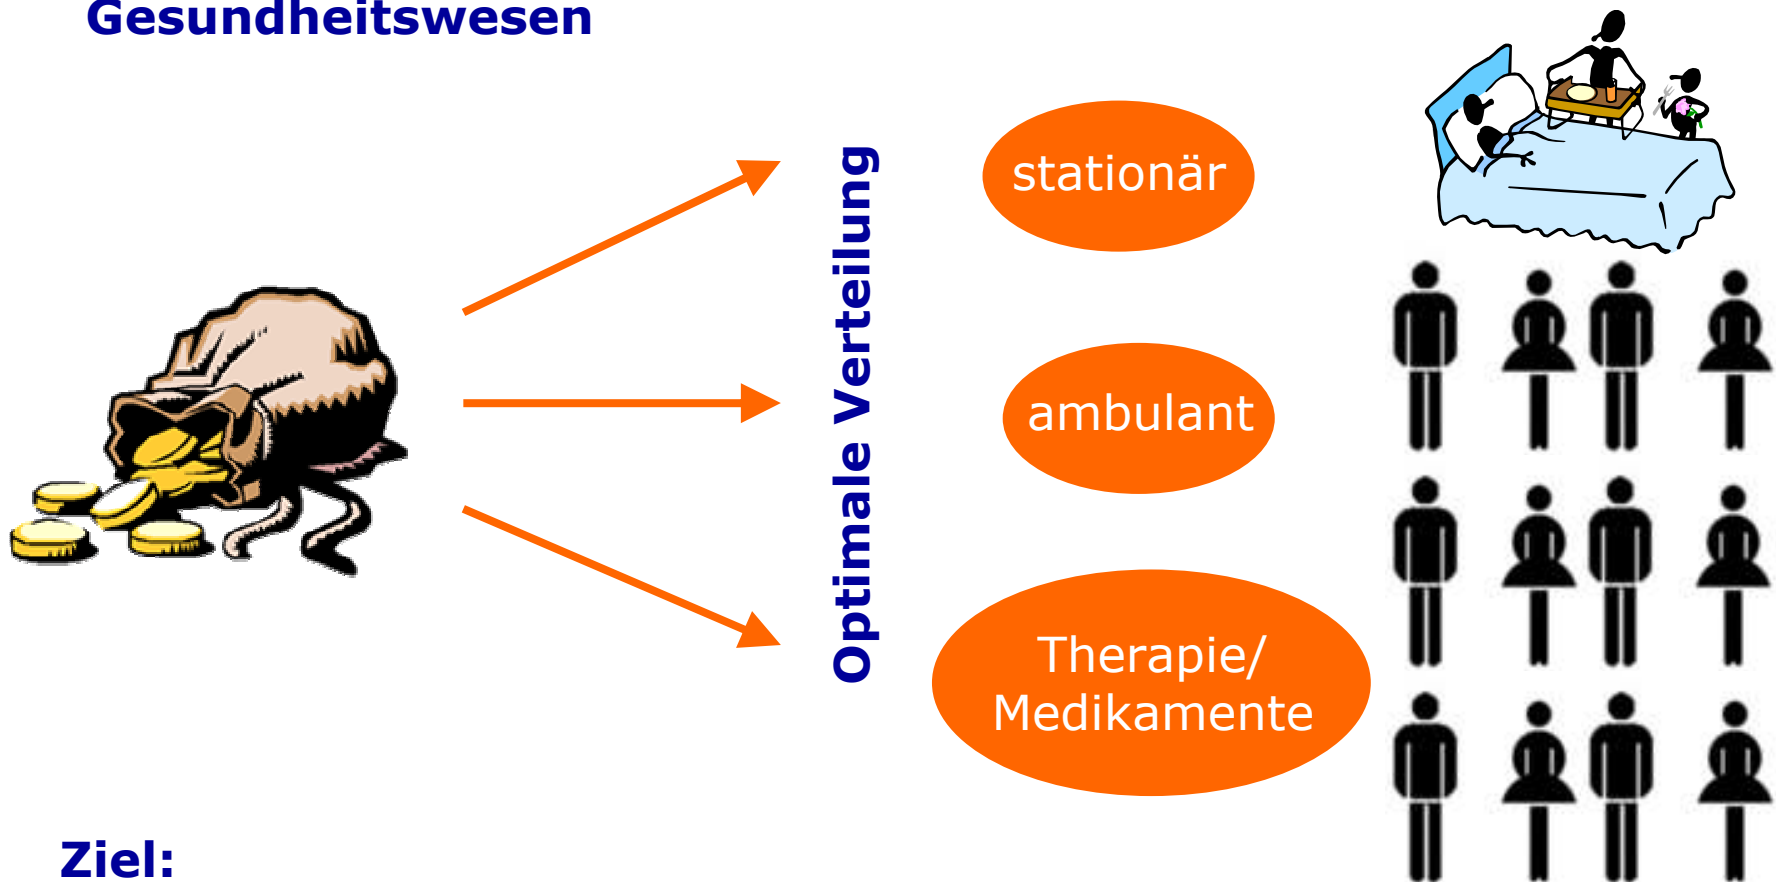 Gesundheitswesen
Optimale Verteilung
stationär
ambulant
Therapie/
Medikamente
Ziel: